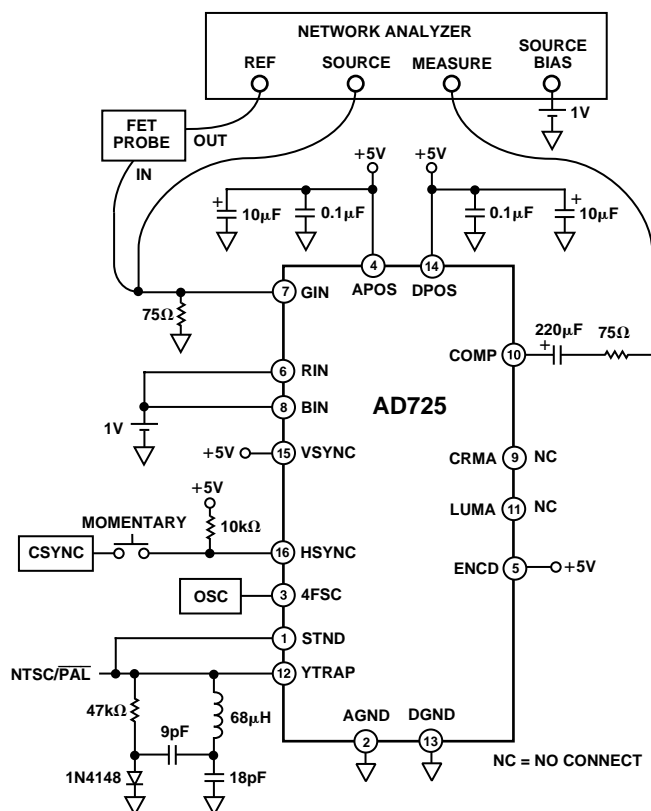 NETWORK ANALYZER
REF SOURCE MEASURE SOURCE BIAS
1V
FET PROBE
OUT
IN
+5V +5V
+ 10µF 0.1µF 0.1µF + 10µF
4 14
APOS DPOS
7 GIN
75Ω
220µF 75Ω
+
COMP 10
6 RIN
8 BIN
AD725
1V
+5V 15 VSYNC
CRMA 9 NC
+5V
LUMA 11 NC
10kΩ
MOMENTARY
CSYNC
16 HSYNC
ENCD 5 +5V
OSC
3 4FSC
1 STND
NTSC/PAL
12 YTRAP
47kΩ 68µH
9pF
AGND DGND
2 13
1N4148 18pF
NC = NO CONNECT